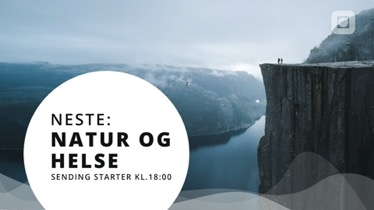 NESTE:
NATUR OG
HELSE
SENDING STARTER KL.18:00